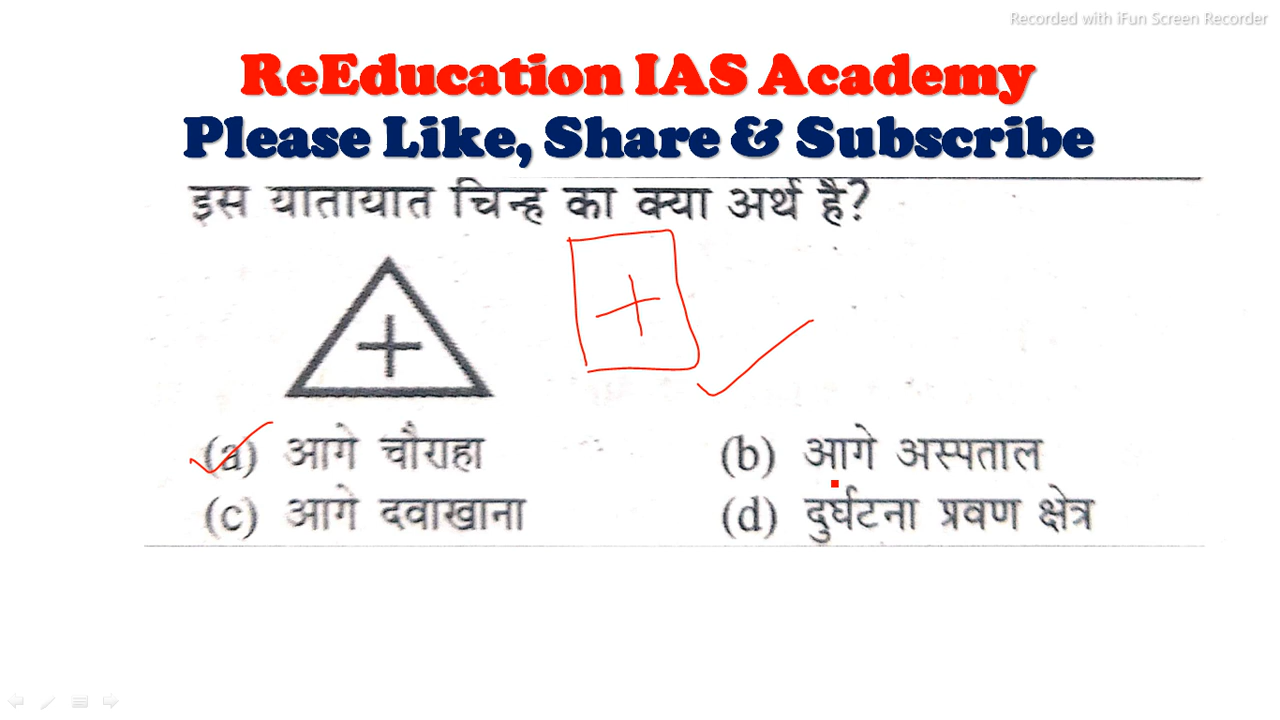 Recorded with iFun Screen Recorder
ReEducation IAS Academy
Please Like, Share & Subscribe
इस यातायात चिन्ह का क्या अर्थ है?
(a) आगे चौराहा
(b) आगे अस्पताल
(c) आगे दवाखाना
(d) दुर्घटना प्रवण क्षेत्र